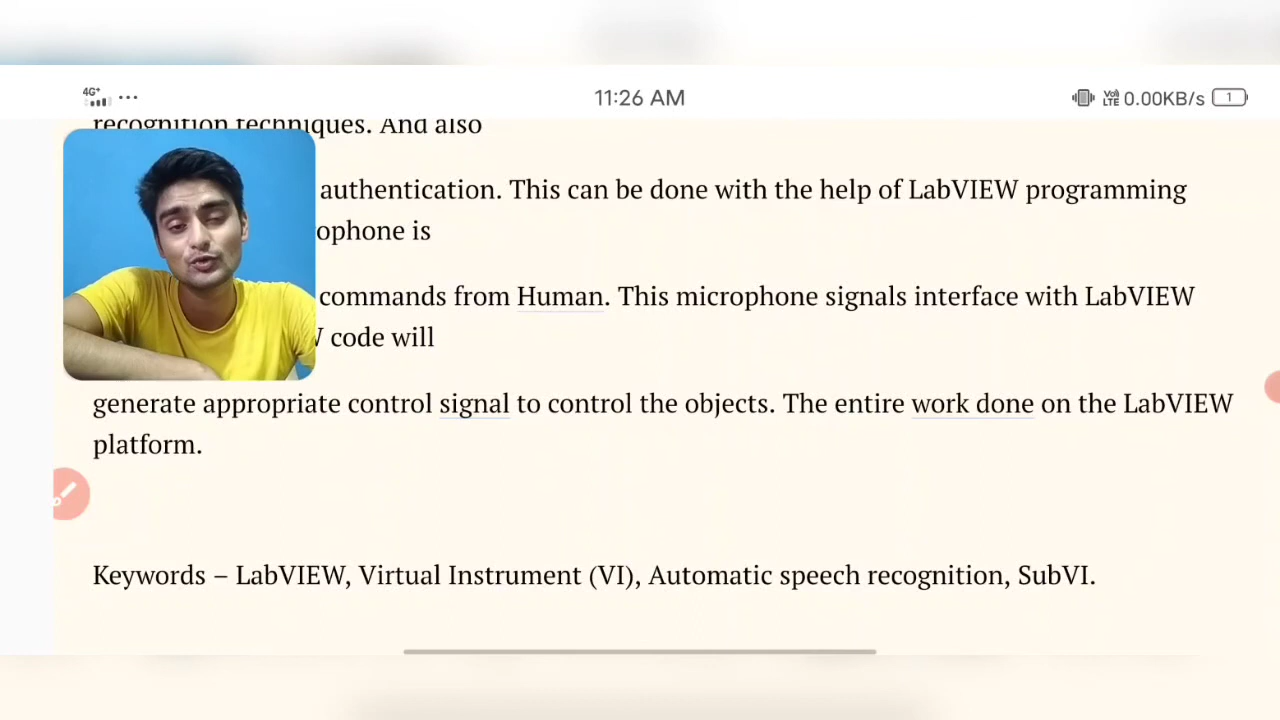 4G+ ... 11:26 AM Vo) LTE 0.00KB/s 1
recognition techniques. And also
authentication. This can be done with the help of LabVIEW programming
ophone is
commands from Human. This microphone signals interface with LabVIEW
code will
generate appropriate control signal to control the objects. The entire work done on the LabVIEW
platform.
Keywords – LabVIEW, Virtual Instrument (VI), Automatic speech recognition, SubVI.